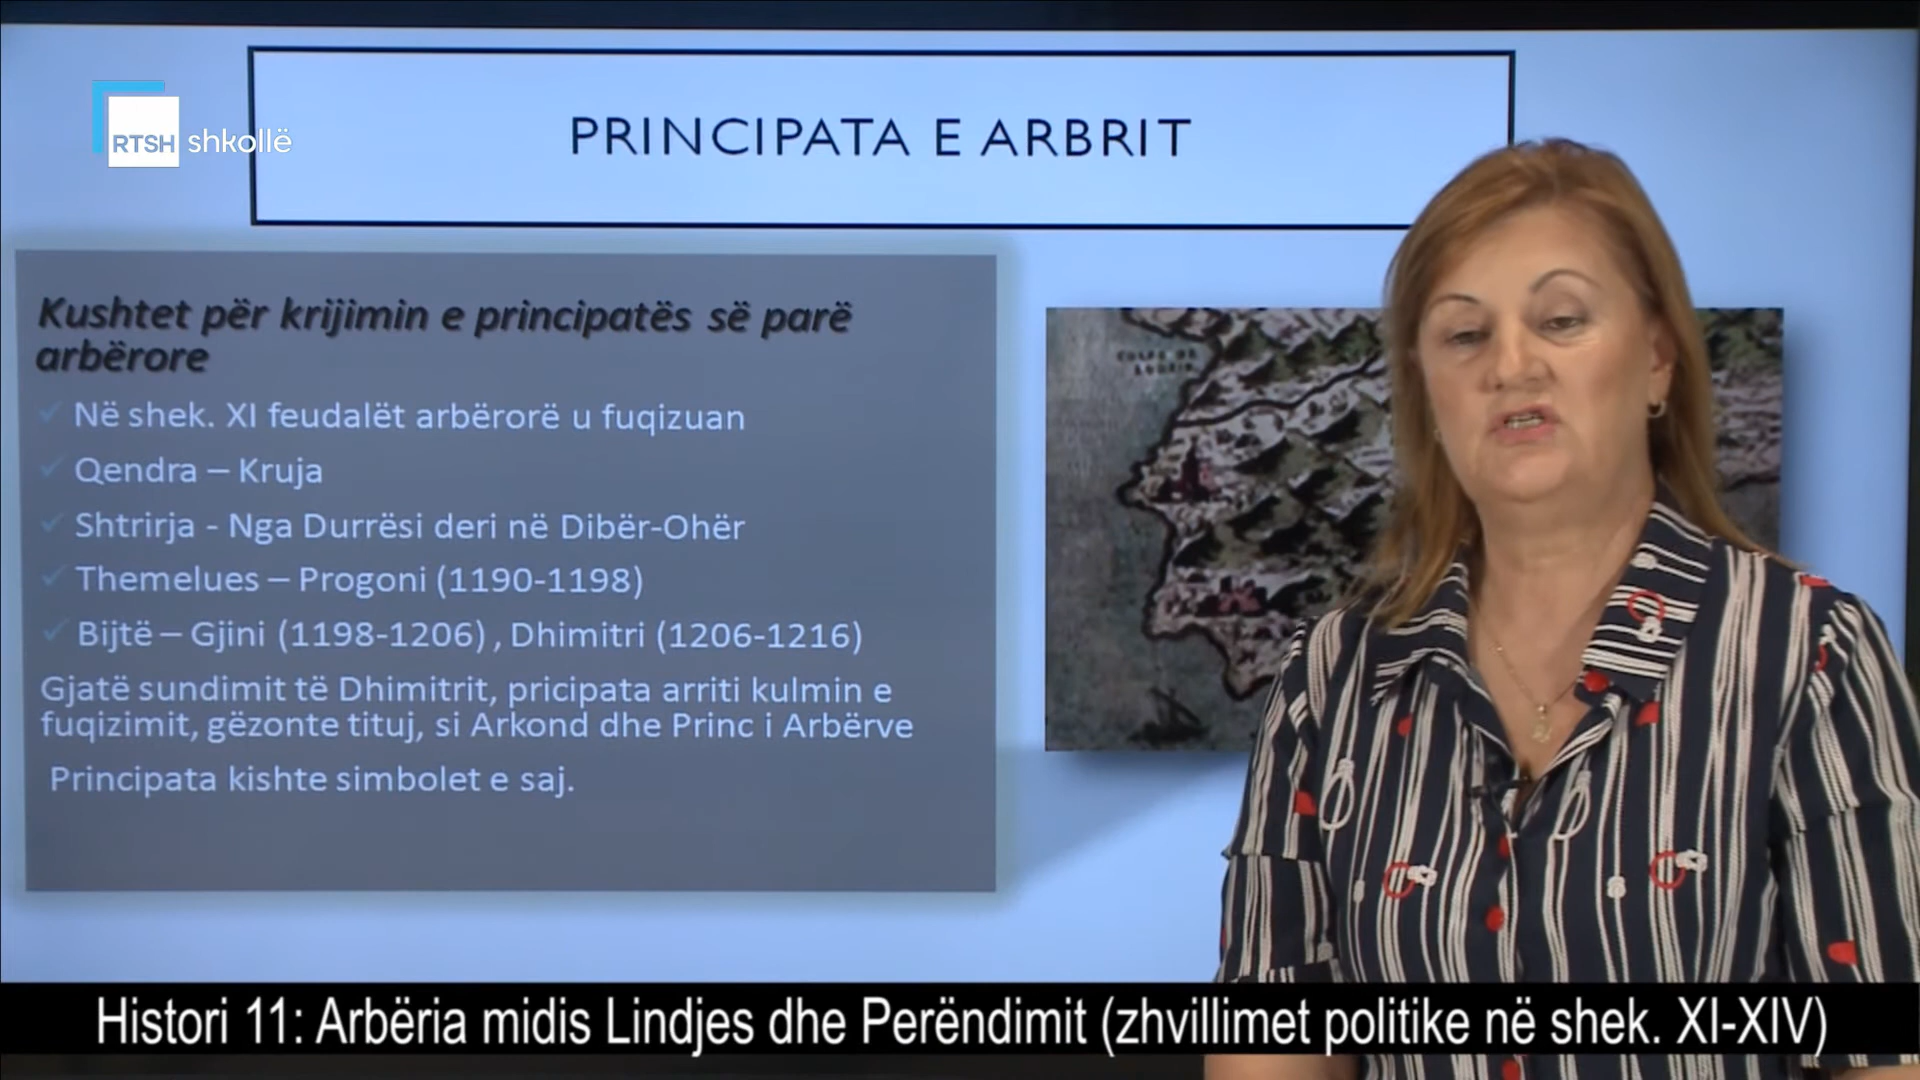 RTSH shkollë
PRINCIPATA E ARBRIT
Kushtet për krijimin e principatës së parë
arbërore
Në shek. XI feudalët arbërorë u fuqizuan
Qendra – Kruja
Shtrirja - Nga Durrësi deri në Dibër-Ohër
Themelues – Progoni (1190-1198)
Bijtë – Gjini (1198-1206) , Dhimitri (1206-1216)
Gjatë sundimit të Dhimitrit, pricipata arriti kulmin e
fuqizimit, gëzonte tituj, si Arkond dhe Princ i Arbërve
Principata kishte simbolet e saj.
Histori 11: Arbëria midis Lindjes dhe Perëndimit (zhvillimet politike në shek. XI-XIV)